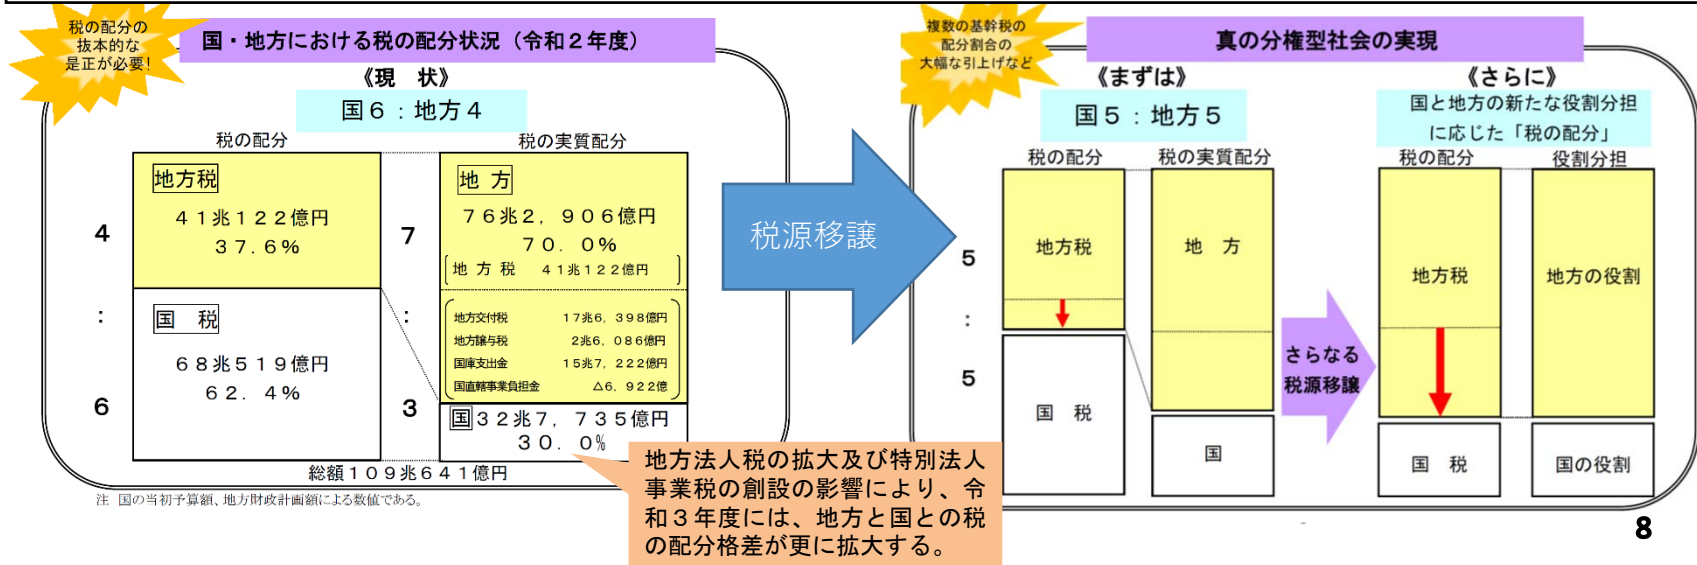 税の配分の
抜本的な
是正が必要!
国・地方における税の配分状況（令和２年度）
《現　状》
国６：地方４
税の配分
税の実質配分
地方税
４１兆１２２億円
３７.６%
４
：
６
国　税
６８兆５１９億円
６２．４%
７
：
３
地 方
７６兆２，９０６億円
７０．０%
地 方 税　４１兆１２２億円
地方交付税　１７兆６，３９８億円
地方譲与税　２兆６，０８６億円
国庫支出金　１５兆７，２２２億円
国直轄事業負担金　△６，９２２億
国３２兆７，７３５億円
３０．０%
総額１０９兆６４１億円
注　国の当初予算額、地方財政計画額による数値である。
税源移譲
地方法人税の拡大及び特別法人
事業税の創設の影響により、令
和３年度には、地方と国との税
の配分格差が更に拡大する。
複数の基幹税の
配分割合の
大幅な引上げなど
真の分権型社会の実現
《まずは》
国５：地方５
税の配分
税の実質配分
５
：
５
地方税
国　税
地　方
国
さらなる
税源移譲
《さらに》
国と地方の新たな役割分担
に応じた「税の配分」
税の配分
役割分担
地方税
地方の役割
国　税
国の役割
8